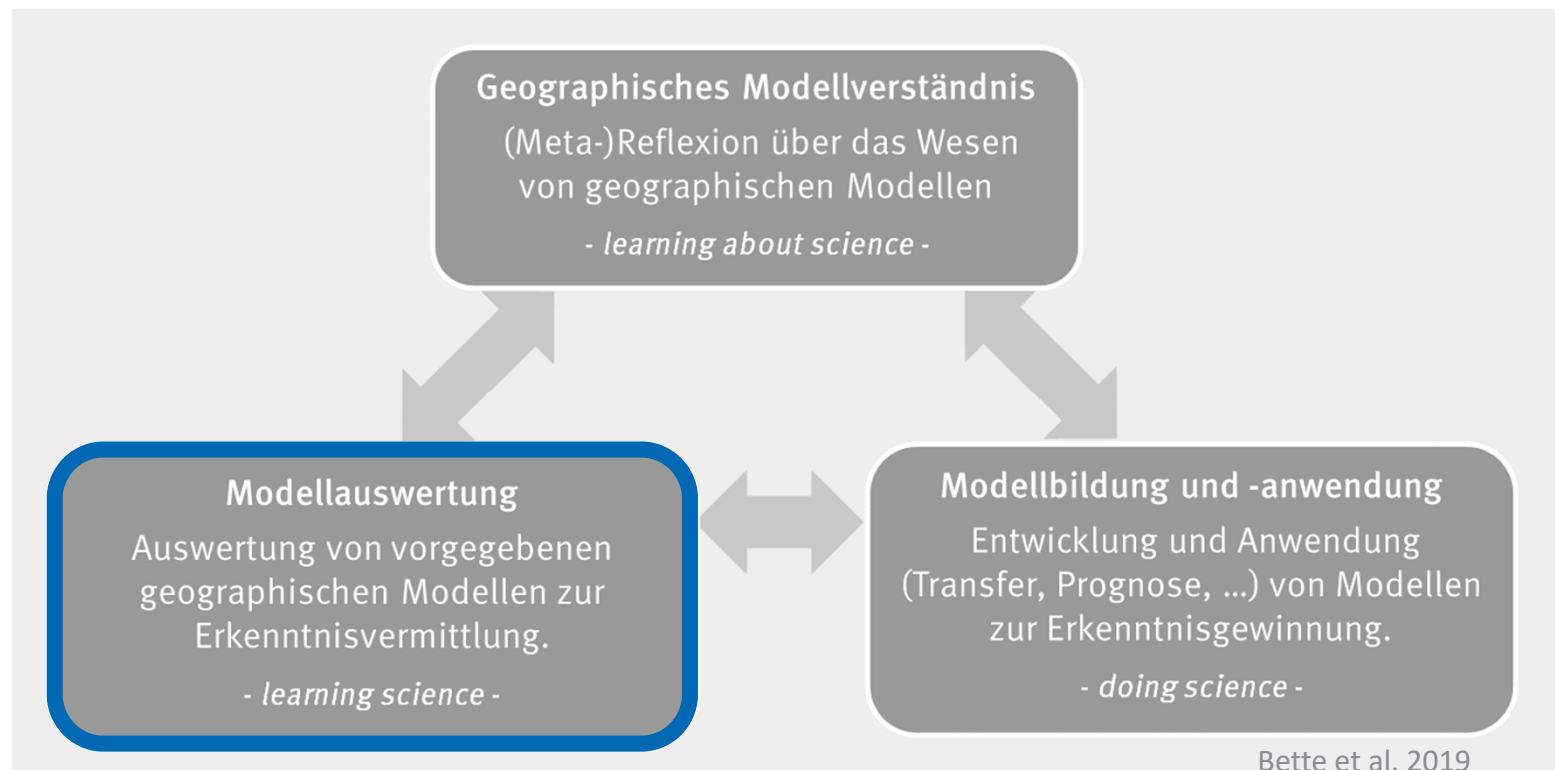 Geographisches Modellverständnis
(Meta-)Reflexion über das Wesen
von geographischen Modellen
- learning about science -
Modellauswertung
Auswertung von vorgegebenen
geographischen Modellen zur
Erkenntnisvermittlung.
- learning science -
Modellbildung und -anwendung
Entwicklung und Anwendung
(Transfer, Prognose, ...) von Modellen
zur Erkenntnisgewinnung.
- doing science -
Bette et al. 2019